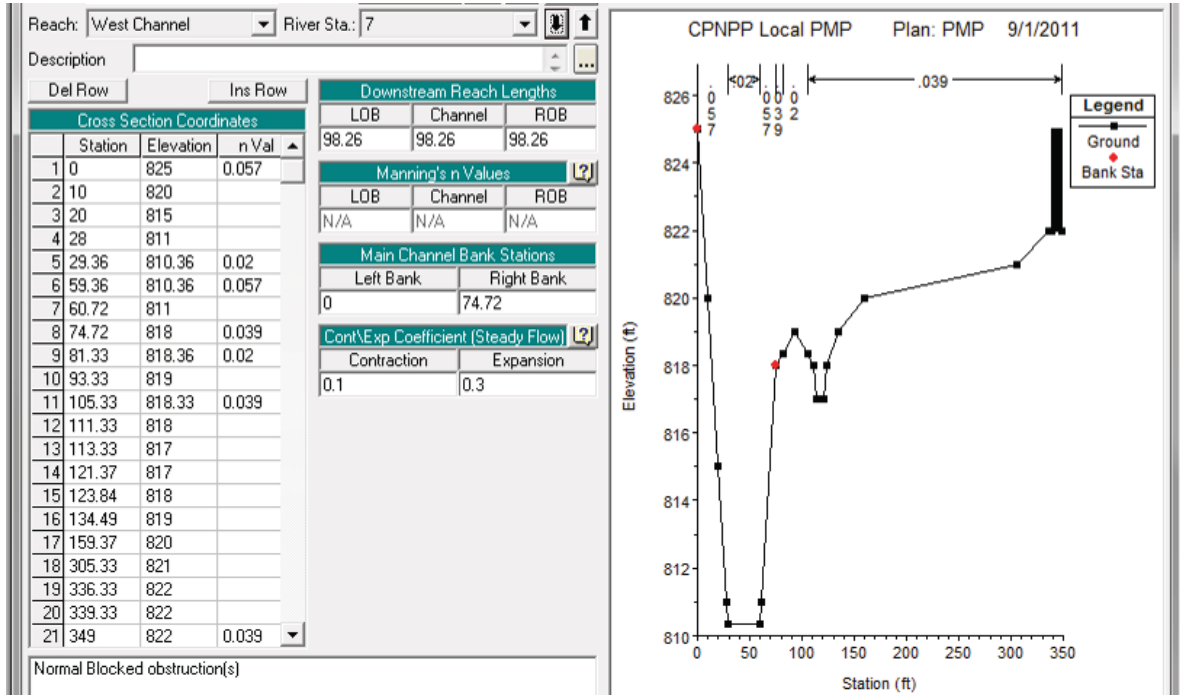 Reach: West Channel River Sta.: 7
Description ...
Del Row Ins Row
Cross Section Coordinates
Station Elevation n Val
1 0 825 0.057
2 10 820
3 20 815
4 28 811
5 29.36 810.36 0.02
6 59.36 810.36 0.057
7 60.72 811
8 74.72 818 0.039
9 81.33 818.36 0.02
10 93.33 819
11 105.33 818.33 0.039
12 111.33 818
13 113.33 817
14 121.37 817
15 123.84 818
16 134.49 819
17 159.37 820
18 305.33 821
19 336.33 822
20 339.33 822
21 349 822 0.039
Downstream Reach Lengths
LOB Channel ROB
98.26 98.26 98.26
Manning's n Values
LOB Channel ROB
N/A N/A N/A
Main Channel Bank Stations
Left Bank Right Bank
0 74.72
Cont\Exp Coefficient (Steady Flow)
Contraction Expansion
0.1 0.3
Normal Blocked obstruction(s)
CPNPP Local PMP Plan: PMP 9/1/2011
.057 .02 .057 .039 .02 .039
Legend
Ground
Bank Sta
826
824
822
820
818
816
814
812
810
Elevation (ft)
0 50 100 150 200 250 300 350
Station (ft)